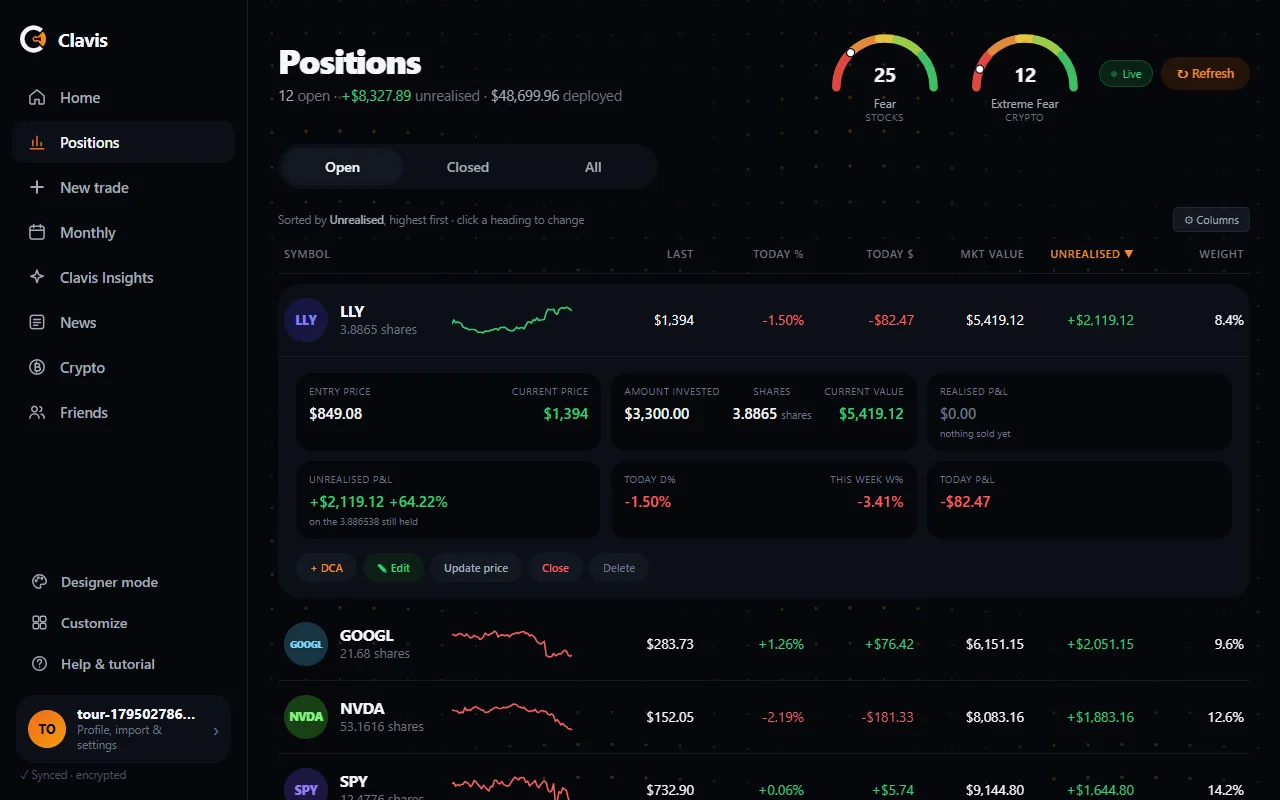 Clavis
Home
Positions
New trade
Monthly
Clavis Insights
News
Crypto
Friends
Designer mode
Customize
Help & tutorial
TO
tour-179502786...
Profile, import &
settings
›
✓ Synced · encrypted
Positions
12 open · +$8,327.89 unrealised · $48,699.96 deployed
25
Fear
STOCKS
12
Extreme Fear
CRYPTO
Live
↻ Refresh
Open Closed All
Sorted by Unrealised, highest first · click a heading to change
⚙ Columns
SYMBOL LAST TODAY % TODAY $ MKT VALUE UNREALISED ▼ WEIGHT
LLY LLY $1,394 -1.50% -$82.47 $5,419.12 +$2,119.12 8.4%
3.8865 shares
ENTRY PRICE CURRENT PRICE AMOUNT INVESTED SHARES CURRENT VALUE REALISED P&L
$849.08 $1,394 $3,300.00 3.8865 shares $5,419.12 $0.00
nothing sold yet
UNREALISED P&L TODAY D% THIS WEEK W% TODAY P&L
+$2,119.12 +64.22% -1.50% -3.41% -$82.47
on the 3.886538 still held
+ DCA Edit Update price Close Delete
GOOGL GOOGL $283.73 +1.26% +$76.42 $6,151.15 +$2,051.15 9.6%
21.68 shares
NVDA NVDA $152.05 -2.19% -$181.33 $8,083.16 +$1,883.16 12.6%
53.1616 shares
SPY SPY $732.90 +0.06% +$5.74 $9,144.80 +$1,644.80 14.2%
12.4776 shares